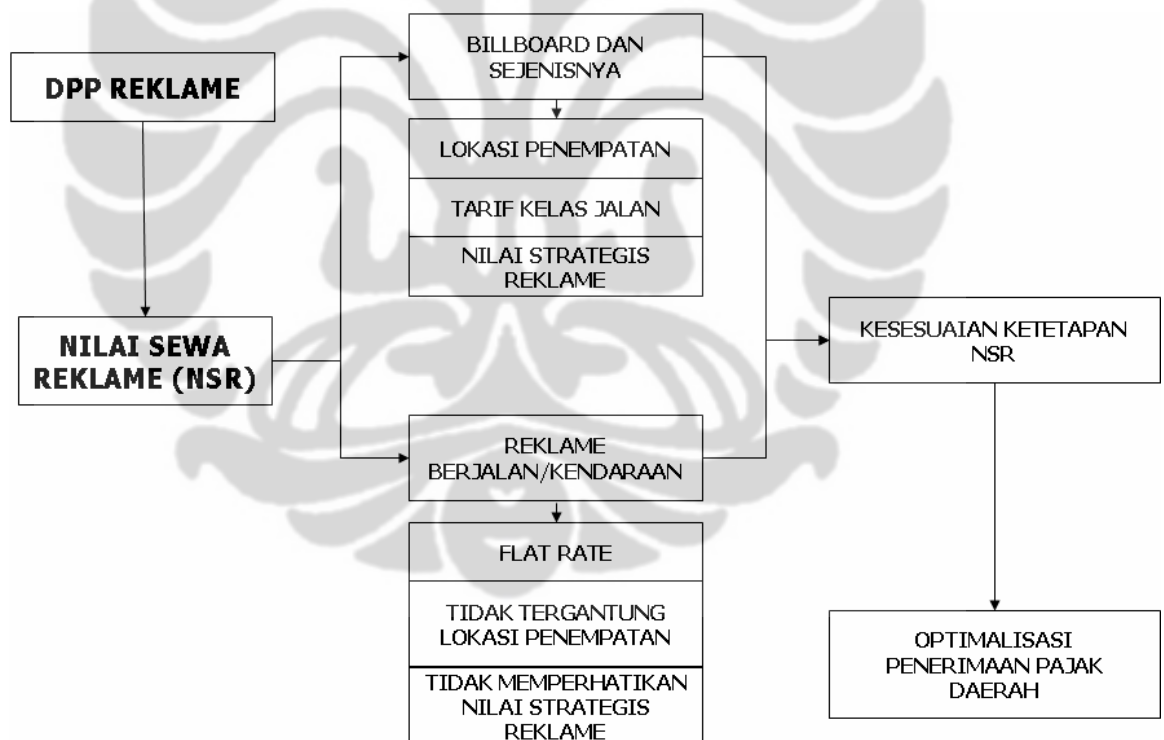 DPP REKLAME
NILAI SEWA
REKLAME (NSR)
BILLBOARD DAN
SEJENISNYA
LOKASI PENEMPATAN
TARIF KELAS JALAN
NILAI STRATEGIS
REKLAME
REKLAME
BERJALAN/KENDARAAN
FLAT RATE
TIDAK TERGANTUNG
LOKASI PENEMPATAN
TIDAK MEMPERHATIKAN
NILAI STRATEGIS
REKLAME
KESESUAIAN KETETAPAN
NSR
OPTIMALISASI
PENERIMAAN PAJAK
DAERAH